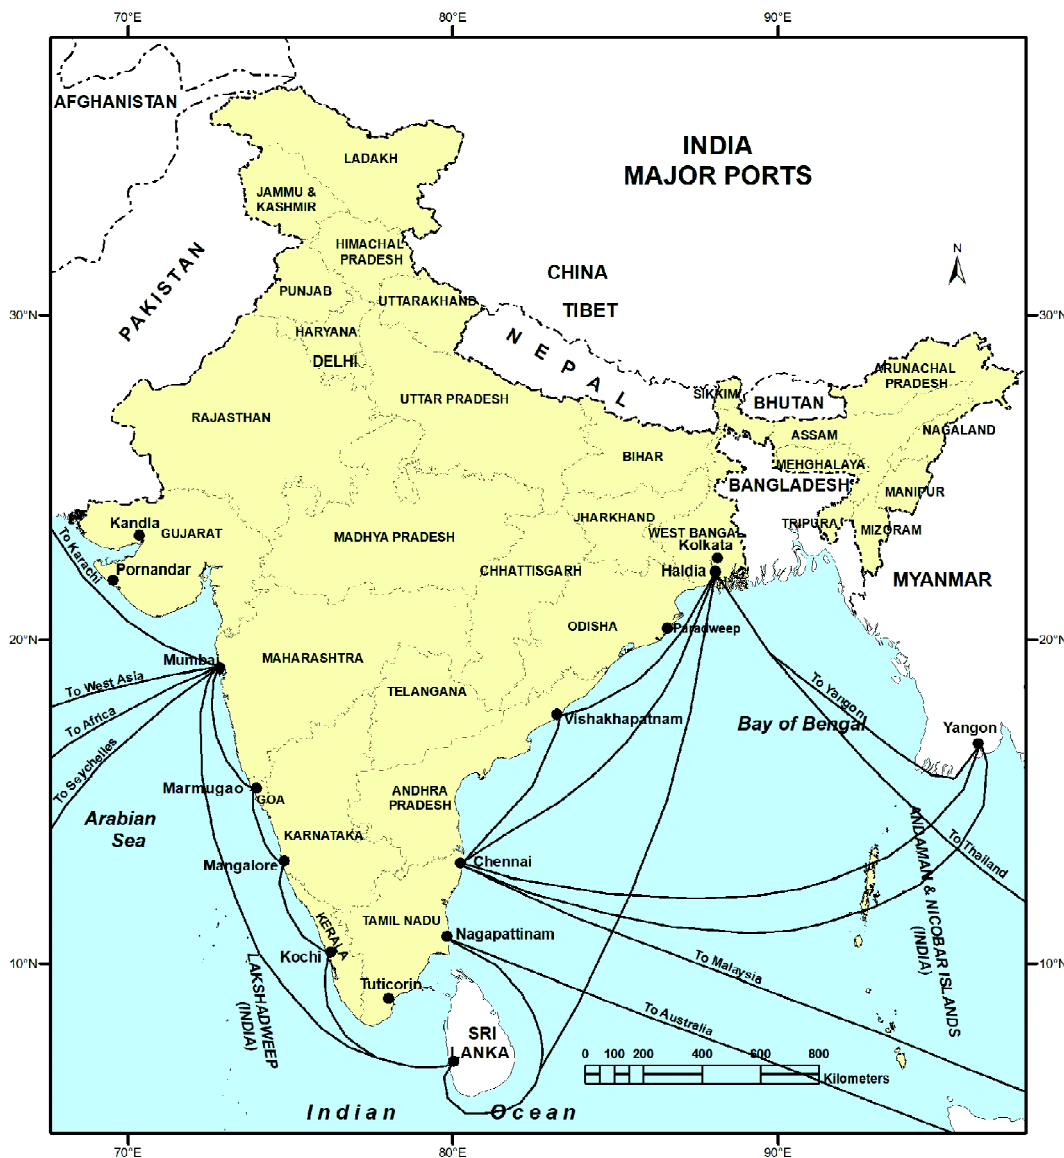 70°E
80°E
90°E
AFGHANISTAN
INDIA
MAJOR PORTS
LADAKH
JAMMU &
KASHMIR
HIMACHAL
PRADESH
N
PAKISTAN
CHINA
TIBET
PUNJAB
UTTARAKHAND
30°N
30°N
HARYANA
DELHI
NEPAL
ARUNACHAL
PRADESH
SIKKIM
BHUTAN
UTTAR PRADESH
RAJASTHAN
NAGALAND
ASSAM
BIHAR
MEHGHALAYA
BANGLADESH
MANIPUR
Kandla
GUJARAT
JHARKHAND
TRIPURA
MIZORAM
WEST BANGAL
Kolkata
MADHYA PRADESH
To Karachi
Pornandar
CHHATTISGARH
Haldia
MYANMAR
ODISHA
Paradweep
20°N
20°N
Mumbai
MAHARASHTRA
To West Asia
TELANGANA
To Africa
To Yangon
Vishakhapatnam
Bay of Bengal
Yangon
To Seychelles
Marmugao
GOA
ANDHRA
PRADESH
Arabian
Sea
KARNATAKA
Mangalore
Chennai
To Thailand
ANDAMAN & NICOBAR ISLANDS
(INDIA)
KERALA
TAMIL NADU
Nagapattinam
Kochi
10°N
10°N
LAKSHADWEEP
(INDIA)
To Malaysia
Tuticorin
To Australia
SRI
LANKA
0 100 200 400 600 800
Kilometers
Indian Ocean
70°E
80°E
90°E